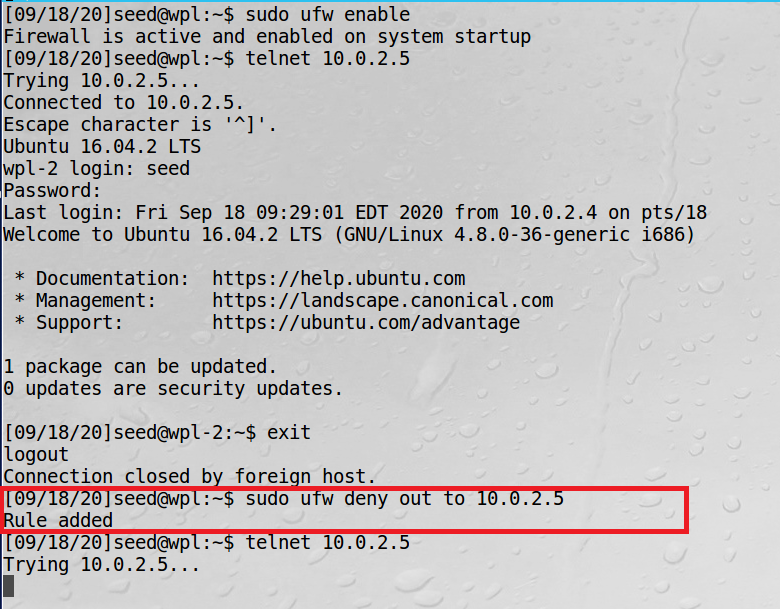 [09/18/20]seed@wpl:~$ sudo ufw enable
Firewall is active and enabled on system startup
[09/18/20]seed@wpl:~$ telnet 10.0.2.5
Trying 10.0.2.5...
Connected to 10.0.2.5.
Escape character is '^]'.
Ubuntu 16.04.2 LTS
wpl-2 login: seed
Password:
Last login: Fri Sep 18 09:29:01 EDT 2020 from 10.0.2.4 on pts/18
Welcome to Ubuntu 16.04.2 LTS (GNU/Linux 4.8.0-36-generic i686)

 * Documentation:  https://help.ubuntu.com
 * Management:     https://landscape.canonical.com
 * Support:        https://ubuntu.com/advantage

1 package can be updated.
0 updates are security updates.

[09/18/20]seed@wpl-2:~$ exit
logout
Connection closed by foreign host.
[09/18/20]seed@wpl:~$ sudo ufw deny out to 10.0.2.5
Rule added
[09/18/20]seed@wpl:~$ telnet 10.0.2.5
Trying 10.0.2.5...